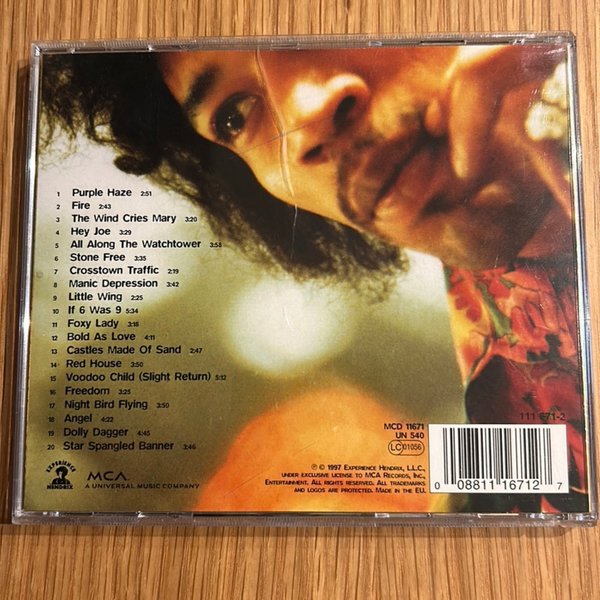 1 Purple Haze 2:51
2 Fire 2:43
3 The Wind Cries Mary 3:20
4 Hey Joe 3:29
5 All Along The Watchtower 3:58
6 Stone Free 3:35
7 Crosstown Traffic 2:19
8 Manic Depression 3:42
9 Little Wing 2:25
10 If 6 Was 9 5:34
11 Foxy Lady 3:18
12 Bold As Love 4:11
13 Castles Made Of Sand 2:47
14 Red House 3:50
15 Voodoo Child (Slight Return) 5:12
16 Freedom 3:25
17 Night Bird Flying 3:50
18 Angel 4:22
19 Dolly Dagger 4:45
20 Star Spangled Banner 3:46
EXPERIENCE
HENDRIX
MCA
A UNIVERSAL MUSIC COMPANY
℗ © 1997 EXPERIENCE HENDRIX, L.L.C.,
UNDER EXCLUSIVE LICENSE TO MCA RECORDS, INC.,
ENTERTAINMENT. ALL RIGHTS RESERVED. ALL TRADEMARKS
AND LOGOS ARE PROTECTED. MADE IN THE EU.
MCD 11671
UN 540
LC 01056
111 671-2
0 08811 16712 7